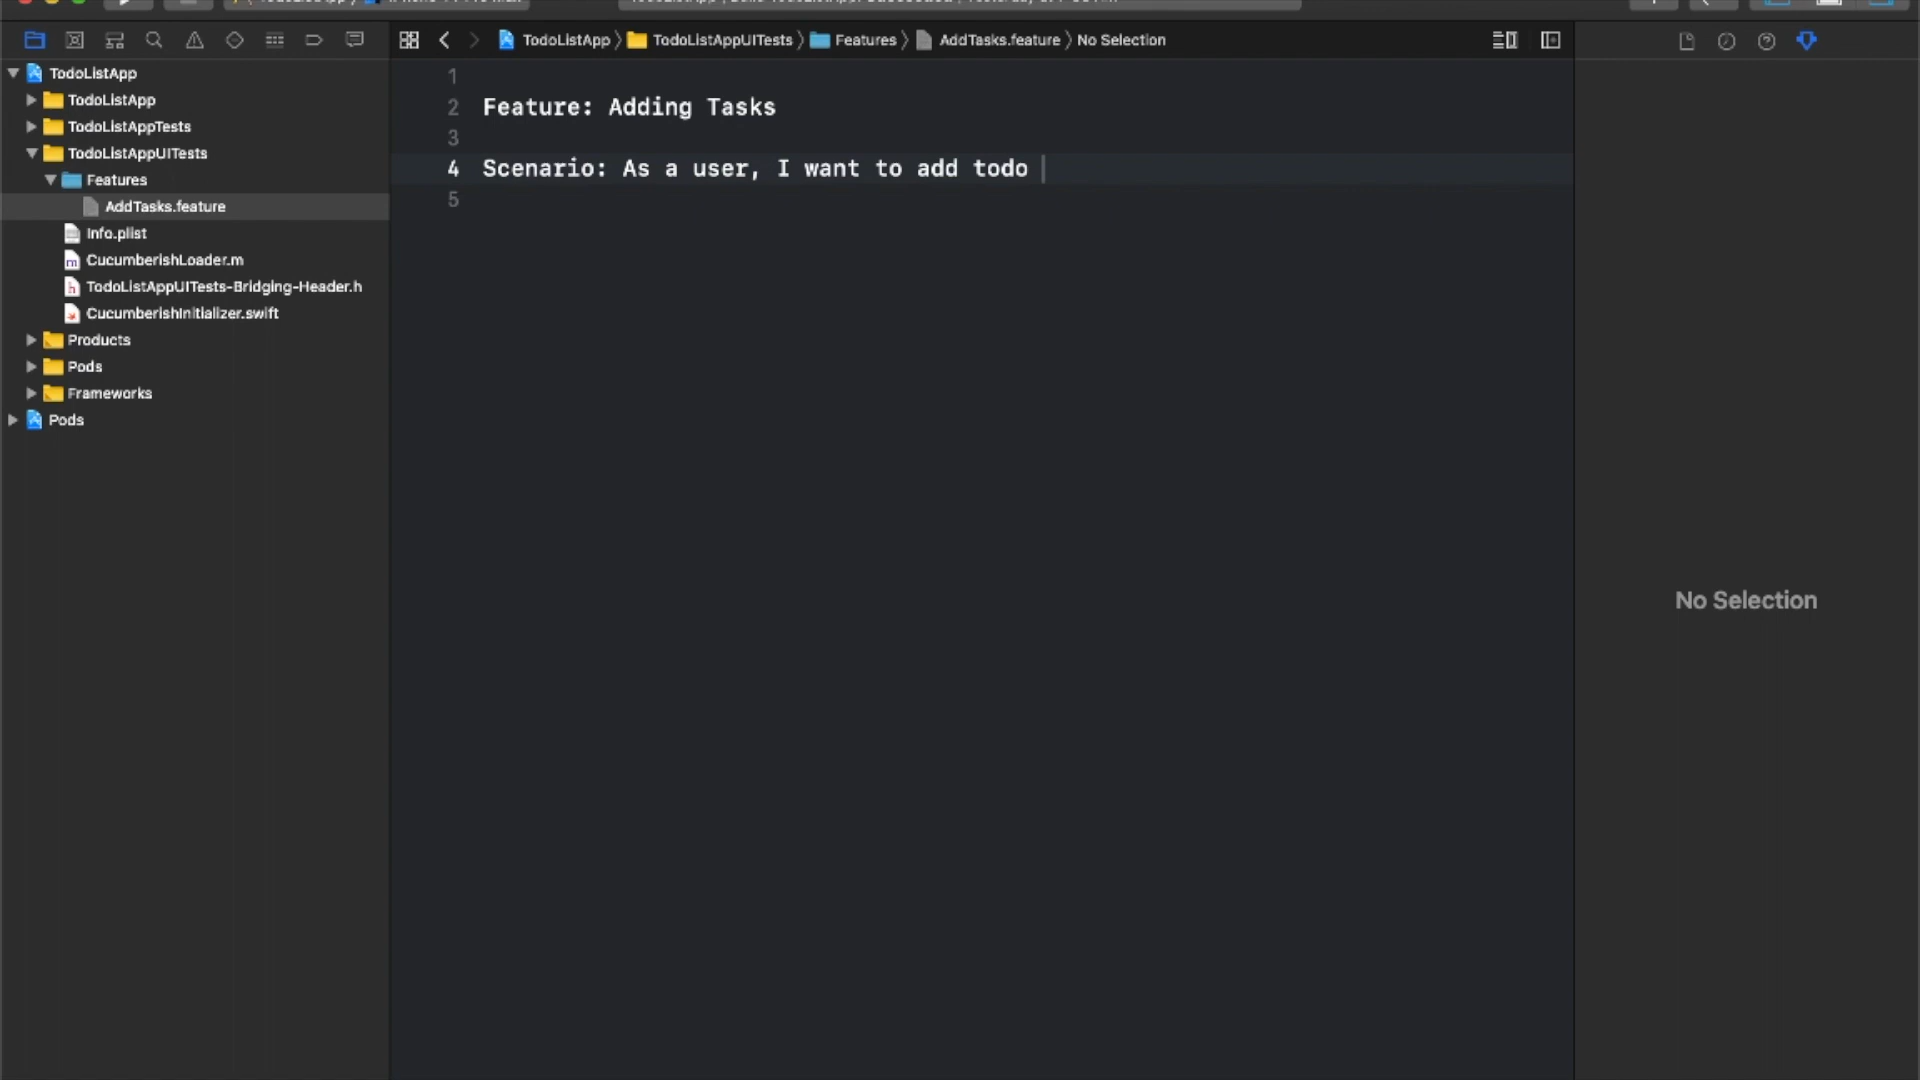 TodoListApp 〉 TodoListAppUITests 〉 Features 〉 AddTasks.feature 〉 No Selection
TodoListApp
TodoListApp
TodoListAppTests
TodoListAppUITests
Features
AddTasks.feature
Info.plist
CucumberishLoader.m
TodoListAppUITests-Bridging-Header.h
CucumberishInitializer.swift
Products
Pods
Frameworks
Pods
1
2 Feature: Adding Tasks
3
4 Scenario: As a user, I want to add todo
5
No Selection